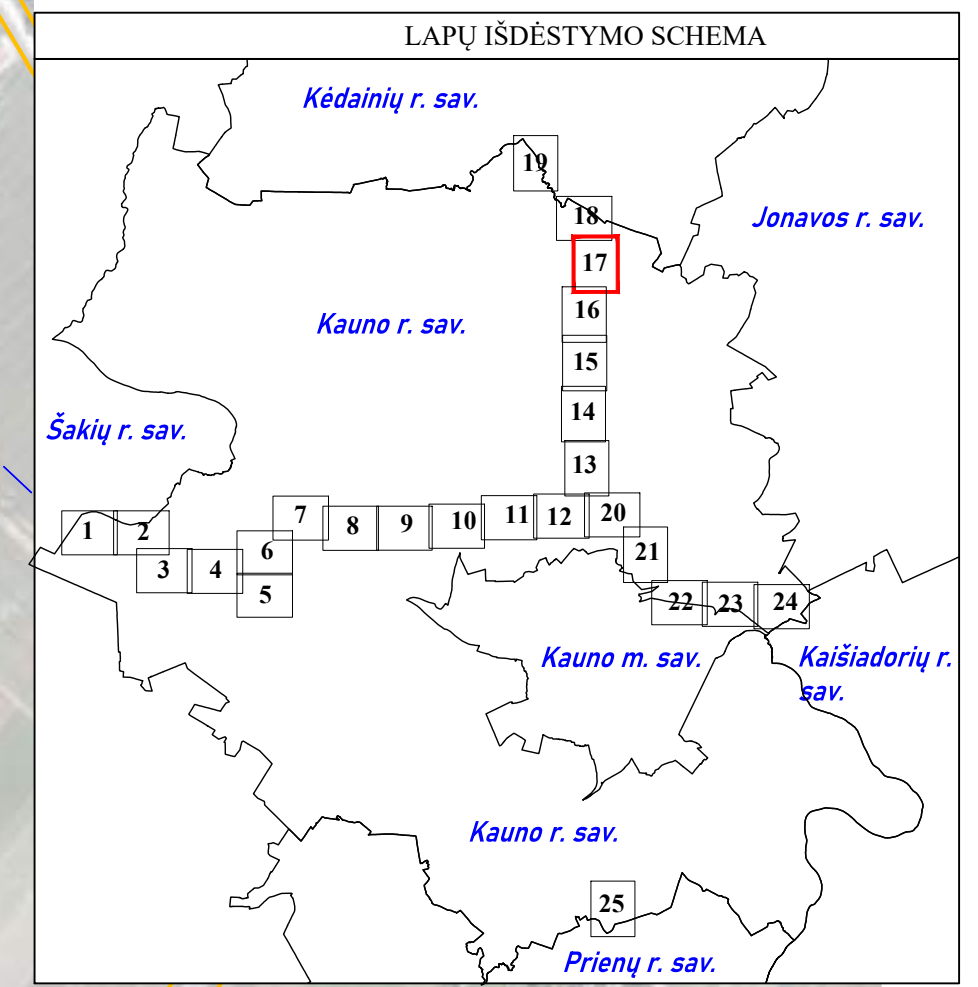 LAPŲ IŠDĖSTYMO SCHEMA
Kėdainių r. sav.
19
18
Jonavos r. sav.
17
16
Kauno r. sav.
15
14
Šakių r. sav.
13
7
11
12
20
1
2
8
9
10
6
21
3
4
5
22
23
24
Kauno m. sav.
Kaišiadorių r.
sav.
Kauno r. sav.
25
Prienų r. sav.